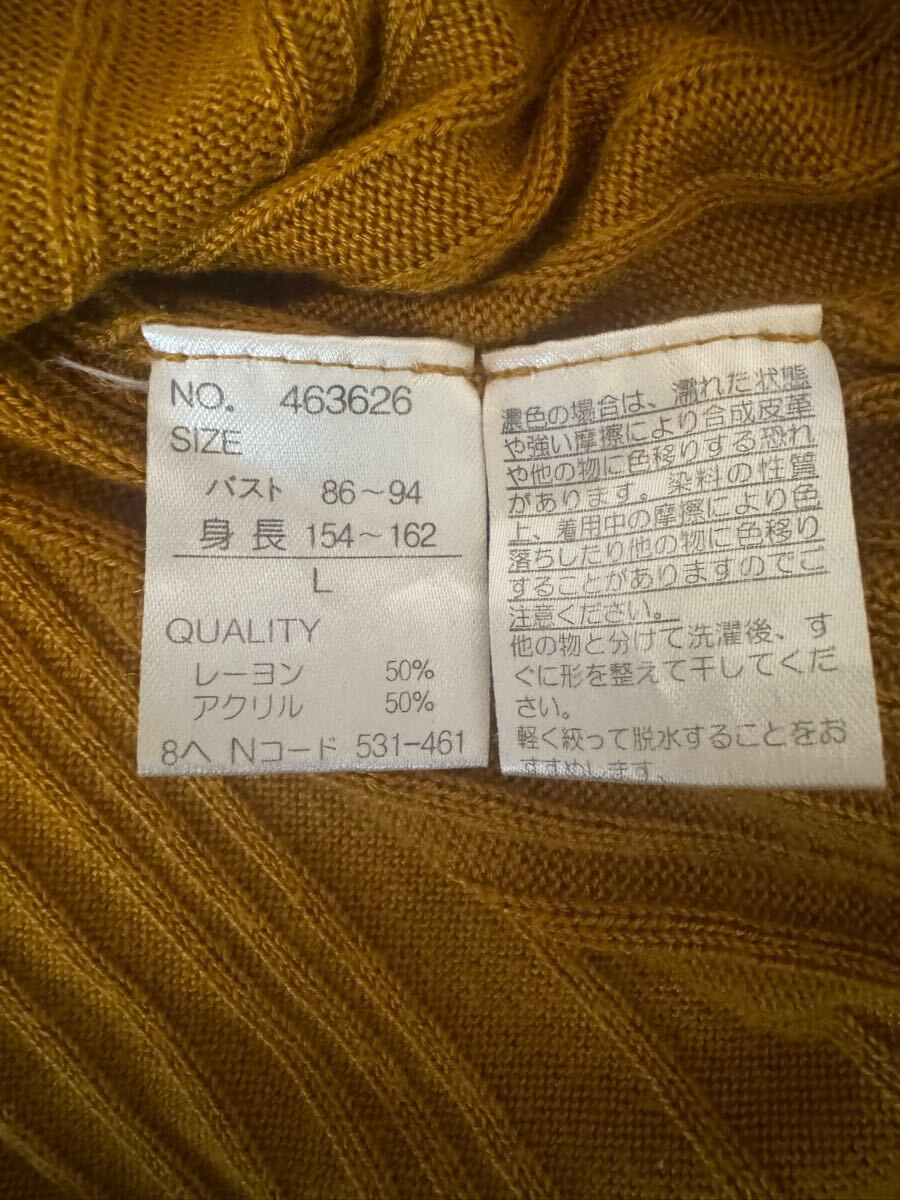 NO. 463626
SIZE
バスト 86～94
身長 154～162
L
QUALITY
レーヨン 50%
アクリル 50%
8ヘ Nコード 531-461
濃色の場合は、濡れた状態
や強い摩擦により合成皮革
や他の物に色移りする恐れ
があります。染料の性質
上、着用中の摩擦により色
落ちしたり他の物に色移り
することがありますのでご
注意ください。
他の物と分けて洗濯後、す
ぐに形を整えて干してくだ
さい。
軽く絞って脱水することをお
すすめします。